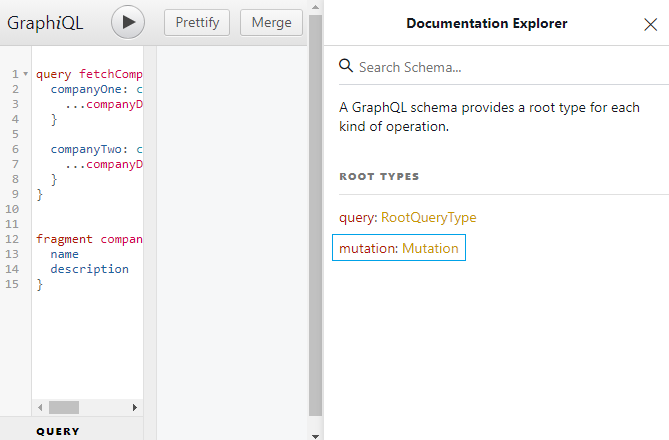 GraphiQL
Prettify
Merge
1 query fetchComp
2 companyOne: c
3 ...companyD
4 }
5
6 companyTwo: c
7 ...companyD
8 }
9 }
10
11
12 fragment compan
13 name
14 description
15 }
QUERY
Documentation Explorer
Search Schema...
A GraphQL schema provides a root type for each
kind of operation.
ROOT TYPES
query: RootQueryType
mutation: Mutation